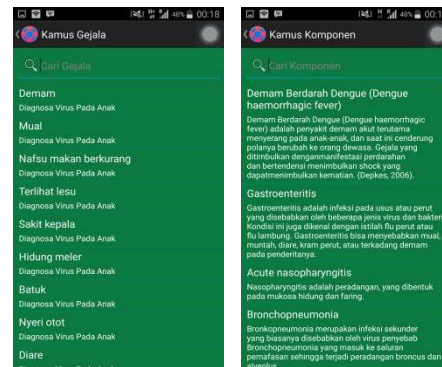 48% 00:18
Kamus Gejala
Cari Gejala
Demam
Diagnosa Virus Pada Anak
Mual
Diagnosa Virus Pada Anak
Nafsu makan berkurang
Diagnosa Virus Pada Anak
Terlihat lesu
Diagnosa Virus Pada Anak
Sakit kepala
Diagnosa Virus Pada Anak
Hidung meler
Diagnosa Virus Pada Anak
Batuk
Diagnosa Virus Pada Anak
Nyeri otot
Diagnosa Virus Pada Anak
Diare
Diagnosa Virus Pada Anak
48% 00:1
Kamus Komponen
Cari Komponen
Demam Berdarah Dengue (Dengue
haemorrhagic fever)
Demam Berdarah Dengue (Dengue haemorrhagic
fever) adalah penyakit demam akut terutama
menyerang pada anak-anak, dan saat ini cenderung
polanya berubah ke orang dewasa. Gejala yang
ditimbulkan denganmanifestasi perdarahan
dan bertendensi menimbulkan shock yang
dapatmenimbulkan kematian. (Depkes, 2006).
Gastroenteritis
Gastroenteritis adalah infeksi pada usus atau perut
yang disebabkan oleh beberapa jenis virus dan bakteri
Kondisi ini juga dikenal dengan istilah flu perut atau
flu lambung. Gastroenteritis bisa menyebabkan mual,
muntah, diare, kram perut, atau terkadang demam
pada penderitanya.
Acute nasopharyngitis
Nasopharyngitis adalah peradangan, yang dibentuk
pada mukosa hidung dan faring.
Bronchopneumonia
Bronkopneumonia merupakan infeksi sekunder
yang biasanya disebabkan oleh virus penyebab
Bronchopneumonia yang masuk ke saluran
pernafasan sehingga terjadi peradangan broncus dan
alveolus